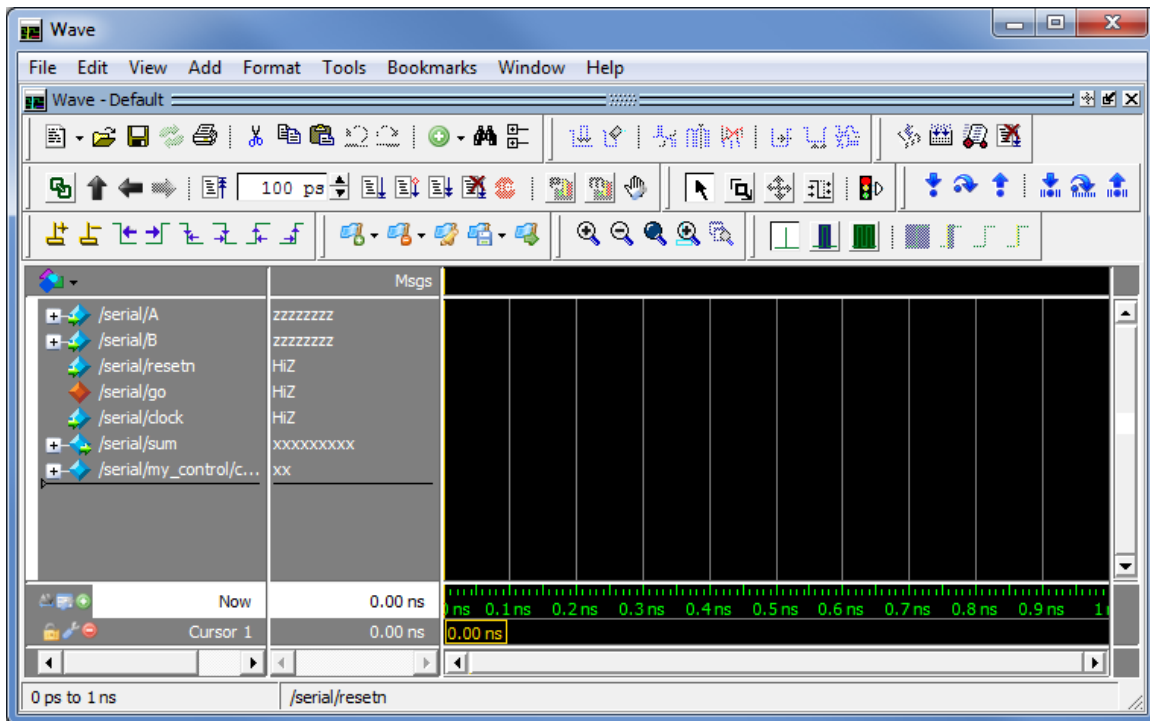 Wave
File Edit View Add Format Tools Bookmarks Window Help
Wave - Default
100 ps
Msgs
/serial/A zzzzzzzz
/serial/B zzzzzzzz
/serial/resetn HiZ
/serial/go HiZ
/serial/clock HiZ
/serial/sum xxxxxxxxx
/serial/my_control/c... xx
Now 0.00 ns
ns 0.1 ns 0.2 ns 0.3 ns 0.4 ns 0.5 ns 0.6 ns 0.7 ns 0.8 ns 0.9 ns 1
Cursor 1 0.00 ns 0.00 ns
0 ps to 1 ns /serial/resetn